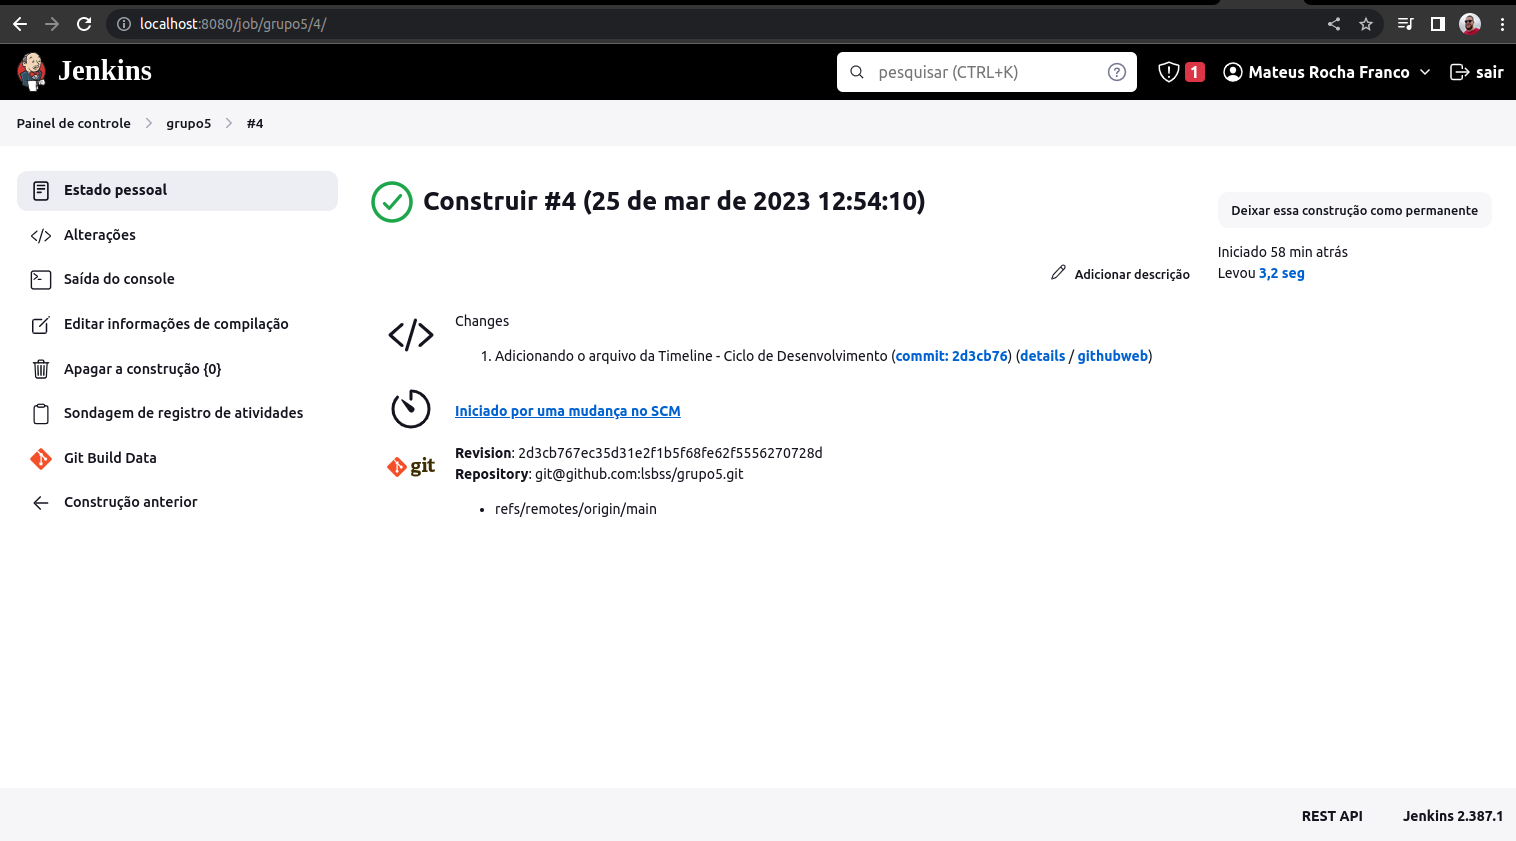 localhost:8080/job/grupo5/4/
Jenkins
pesquisar (CTRL+K)
1
Mateus Rocha Franco
sair
Painel de controle
grupo5
#4
Estado pessoal
Alterações
Saída do console
Editar informações de compilação
Apagar a construção {0}
Sondagem de registro de atividades
Git Build Data
Construção anterior
Construir #4 (25 de mar de 2023 12:54:10)
Deixar essa construção como permanente
Iniciado 58 min atrás
Levou 3,2 seg
Adicionar descrição
Changes
1. Adicionando o arquivo da Timeline - Ciclo de Desenvolvimento (commit: 2d3cb76) (details / githubweb)
Iniciado por uma mudança no SCM
git
Revision: 2d3cb767ec35d31e2f1b5f68fe62f5556270728d
Repository: git@github.com:lsbss/grupo5.git
• refs/remotes/origin/main
REST API
Jenkins 2.387.1